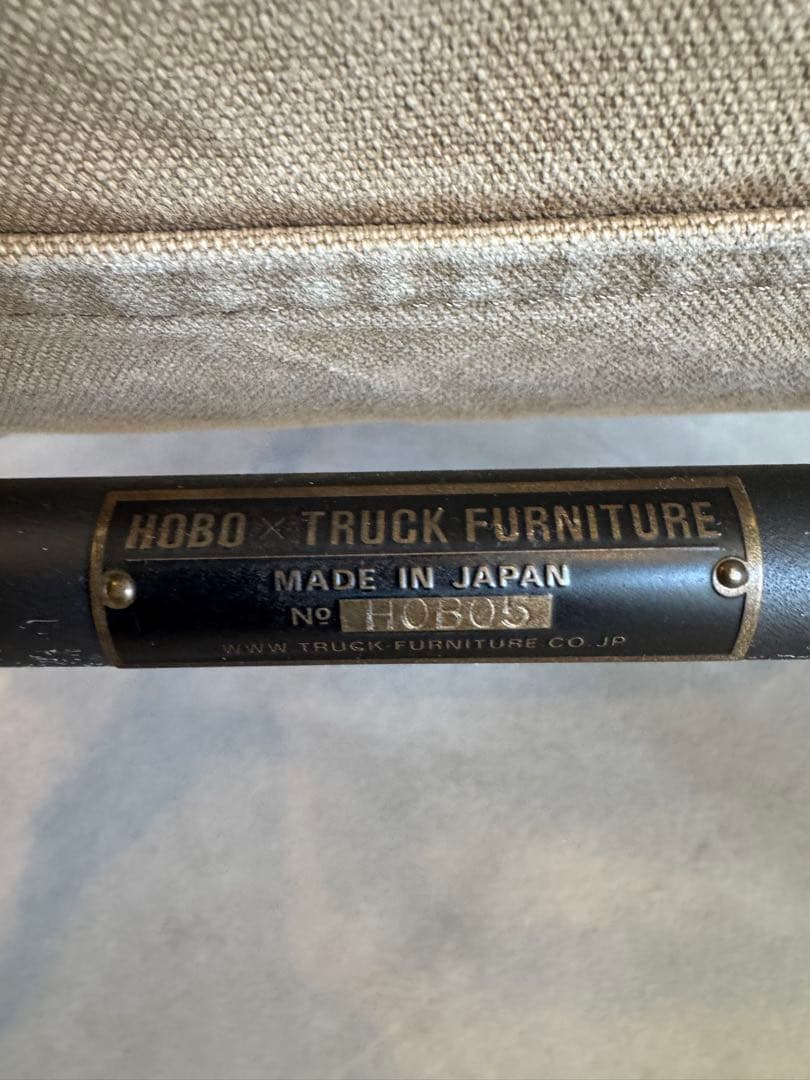 HOBO × TRUCK FURNITURE
MADE IN JAPAN
Nº HOBO5
WWW.TRUCK-FURNITURE.CO.JP